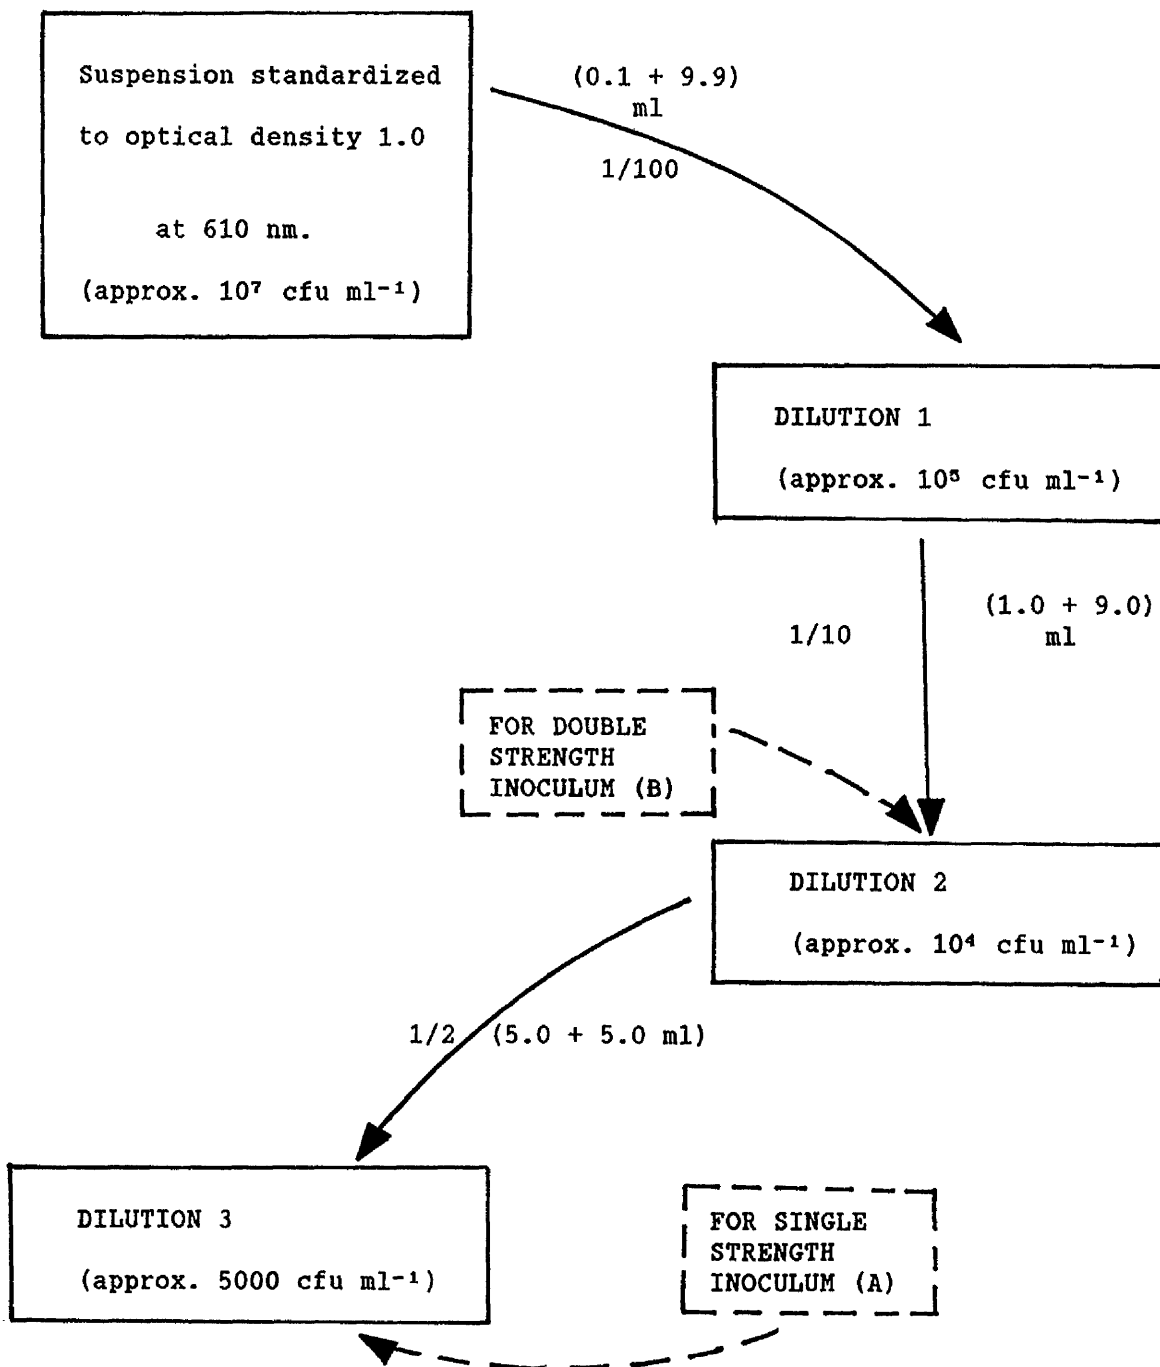 Suspension standardized
to optical density 1.0
at 610 nm.
(approx. 10⁷ cfu ml⁻¹)
(0.1 + 9.9)
ml
1/100
DILUTION 1
(approx. 10⁵ cfu ml⁻¹)
1/10
(1.0 + 9.0)
ml
FOR DOUBLE
STRENGTH
INOCULUM (B)
DILUTION 2
(approx. 10⁴ cfu ml⁻¹)
1/2 (5.0 + 5.0 ml)
DILUTION 3
(approx. 5000 cfu ml⁻¹)
FOR SINGLE
STRENGTH
INOCULUM (A)